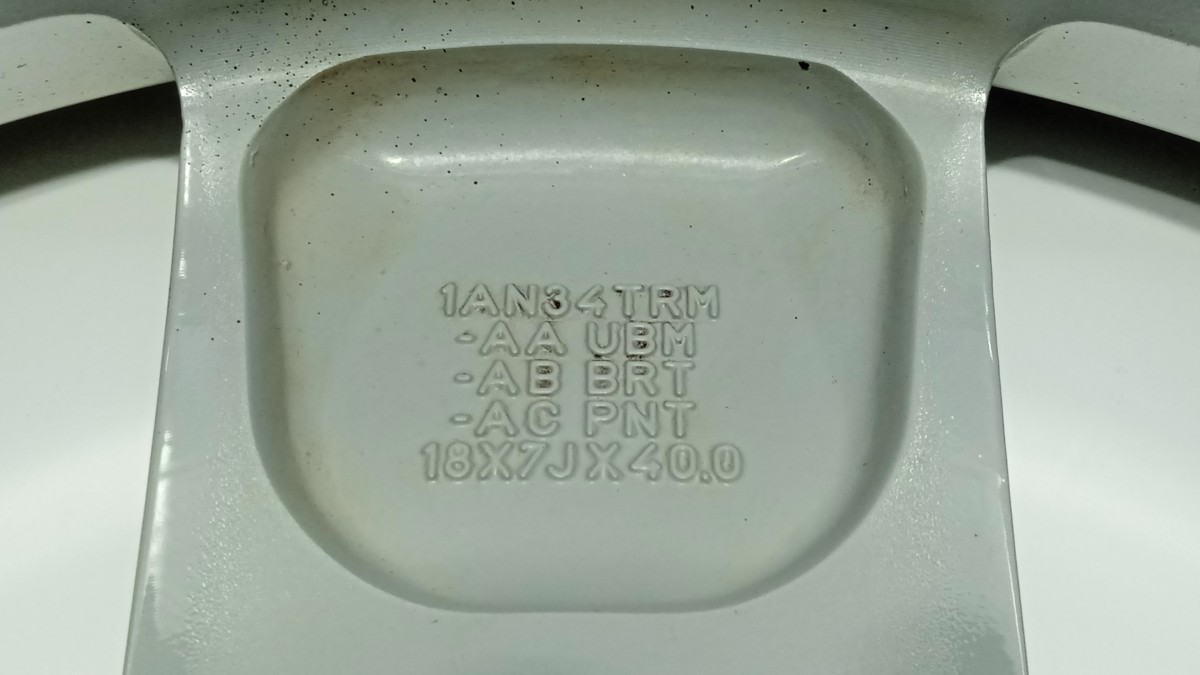 1AN34TRM
-AA UBM
-AB BRT
-AC PNT
18X7JX40.0